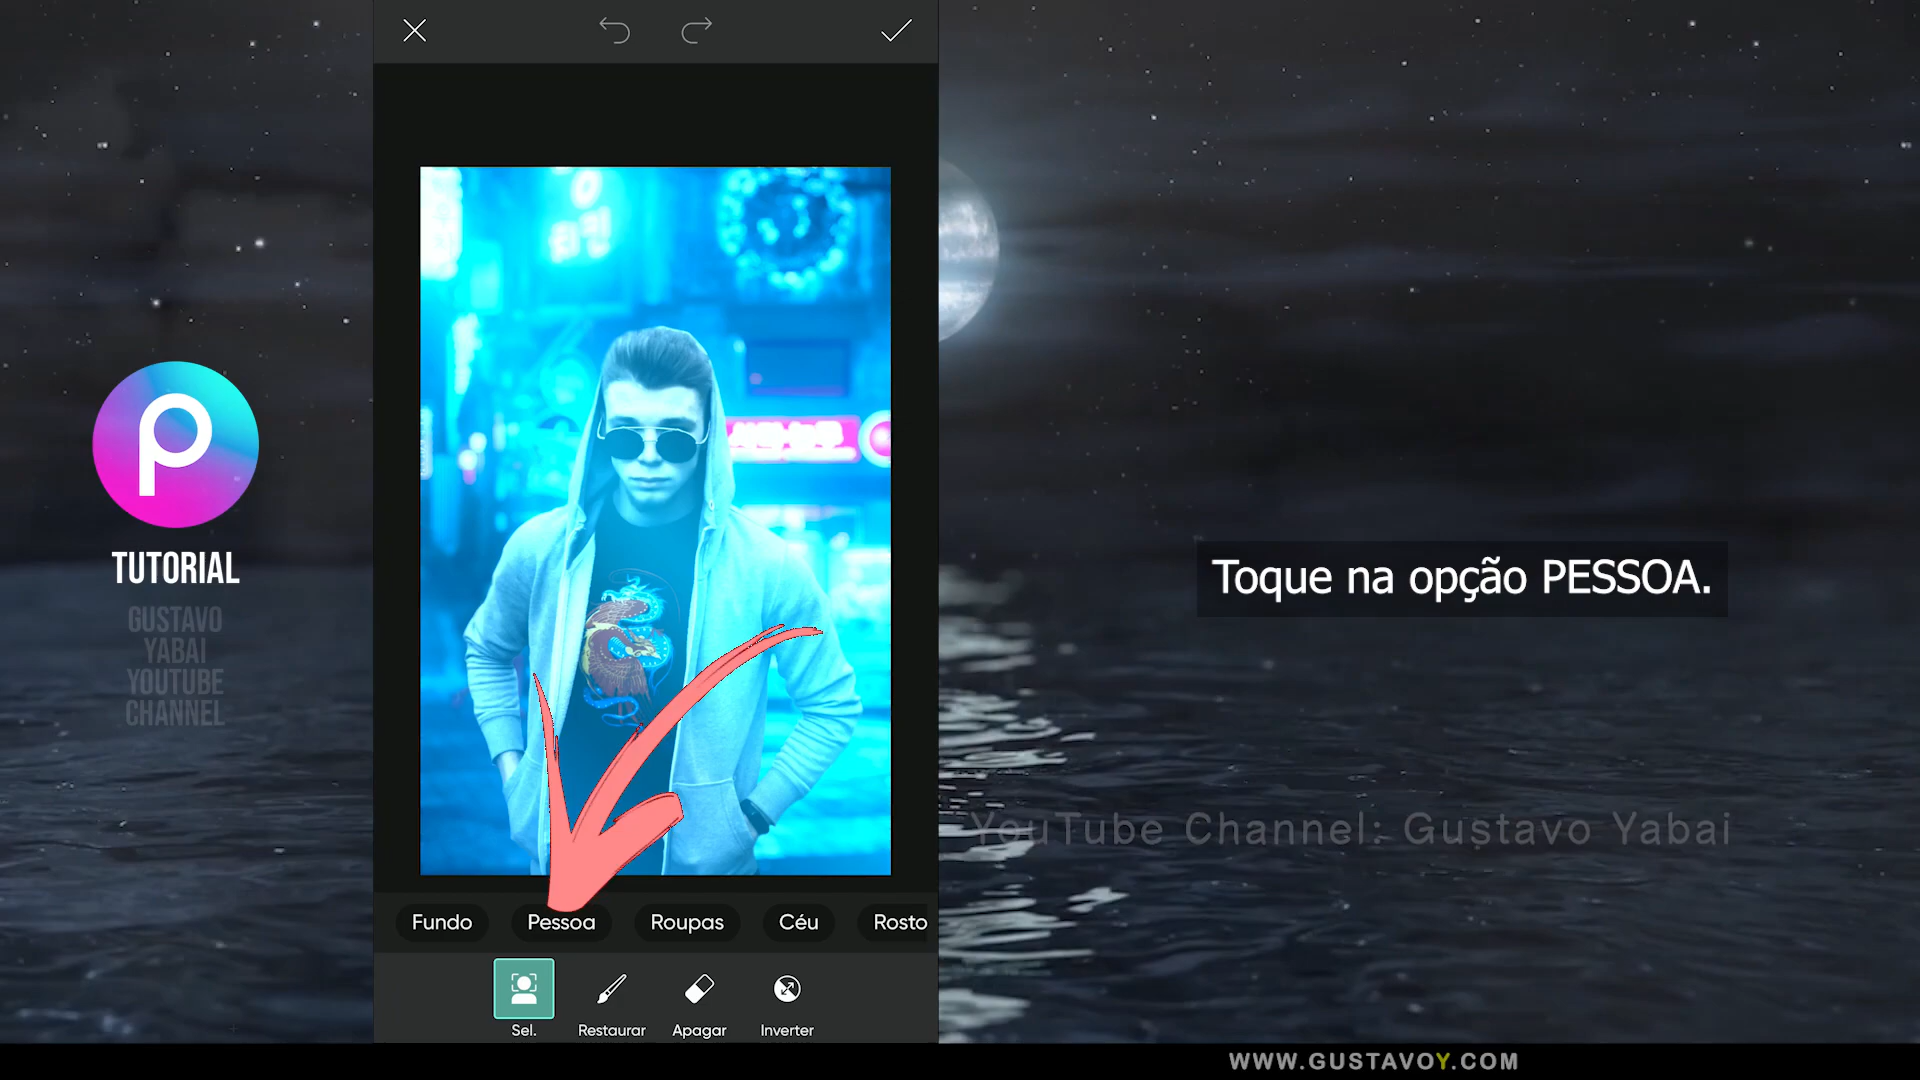 TUTORIAL
GUSTAVO
YABAI
YOUTUBE
CHANNEL
Fundo
Pessoa
Roupas
Céu
Rosto
Sel.
Restaurar
Apagar
Inverter
Toque na opção PESSOA.
YouTube Channel: Gustavo Yabai
WWW.GUSTAVOY.COM